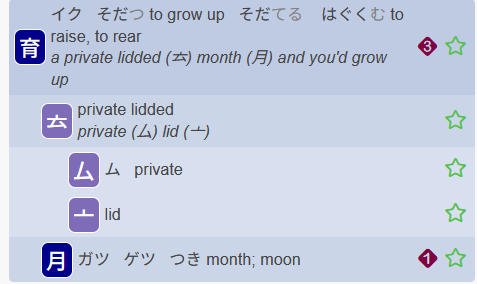 イク そだつ to grow up そだてる はぐくむ to
育 raise, to rear 3
a private lidded (𠫓) month (月) and you'd grow
up
𠫓 private lidded
private (厶) lid (亠)
厶 ム private
亠 lid
月 ガツ ゲツ つき month; moon 1